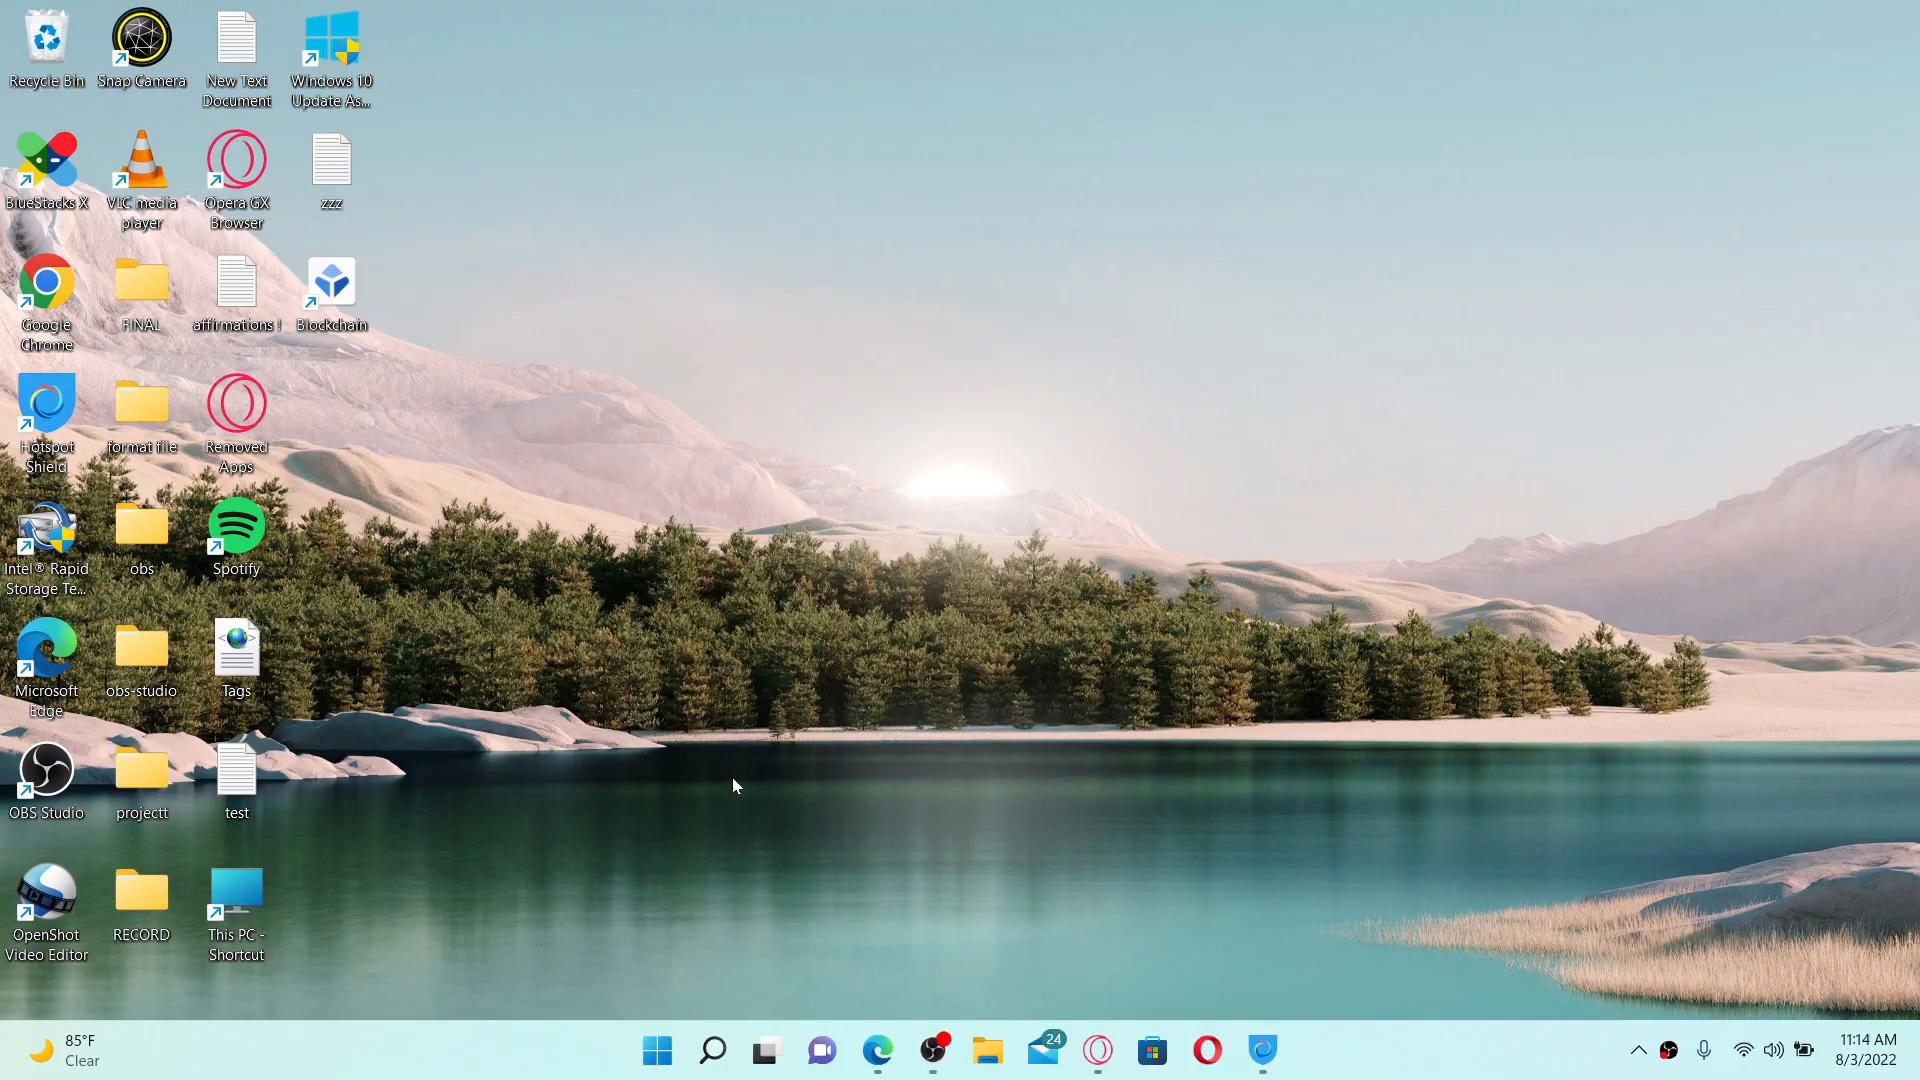 Recycle Bin
Snap Camera
New Text
Document
Windows 10
Update As...
BlueStacks X
VLC media
player
Opera GX
Browser
zzz
Google
Chrome
FINAL
affirmations !
Blockchain
Hotspot
Shield
format file
Removed
Apps
Intel® Rapid
Storage Te...
obs
Spotify
Microsoft
Edge
obs-studio
Tags
OBS Studio
projectt
test
OpenShot
Video Editor
RECORD
This PC -
Shortcut
85°F
Clear
24
11:14 AM
8/3/2022